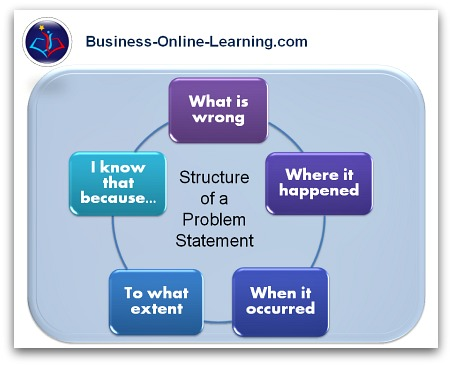 Business-Online-Learning.com
What is
wrong
Where it
happened
When it
occurred
To what
extent
I know
that
because...
Structure
of a
Problem
Statement